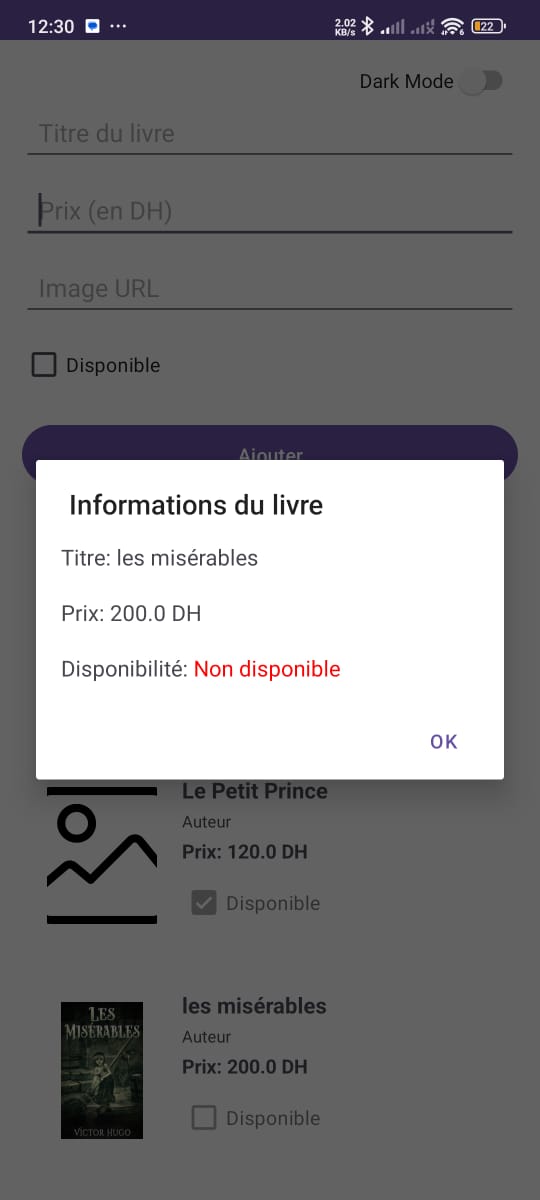 12:30
2.02
KB/s
6
22
Dark Mode
Titre du livre
Prix (en DH)
Image URL
Disponible
Ajouter
Informations du livre
Titre: les misérables
Prix: 200.0 DH
Disponibilité: Non disponible
OK
Le Petit Prince
Auteur
Prix: 120.0 DH
Disponible
LES
MISÉRABLES
VICTOR HUGO
les misérables
Auteur
Prix: 200.0 DH
Disponible